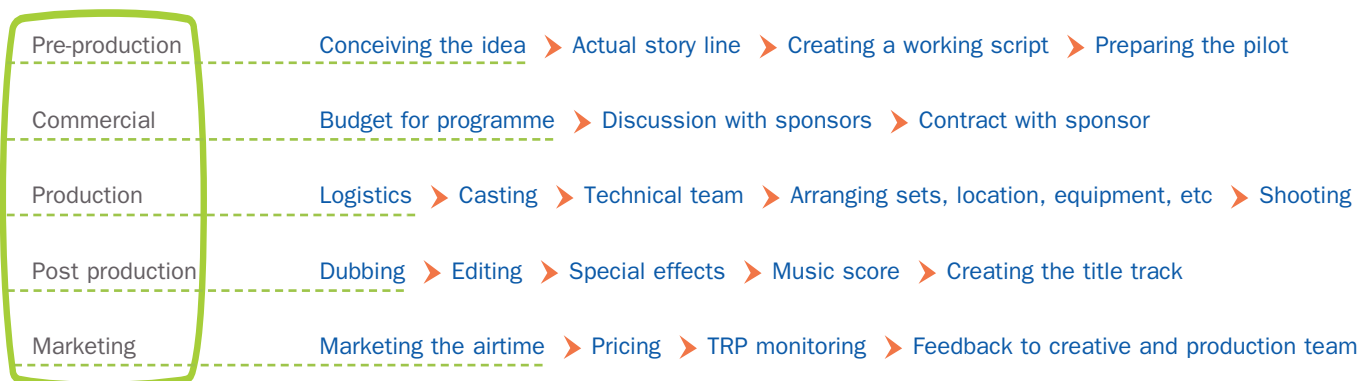 Pre-production Conceiving the idea Actual story line Creating a working script Preparing the pilot
Commercial Budget for programme Discussion with sponsors Contract with sponsor
Production Logistics Casting Technical team Arranging sets, location, equipment, etc Shooting
Post production Dubbing Editing Special effects Music score Creating the title track
Marketing Marketing the airtime Pricing TRP monitoring Feedback to creative and production team